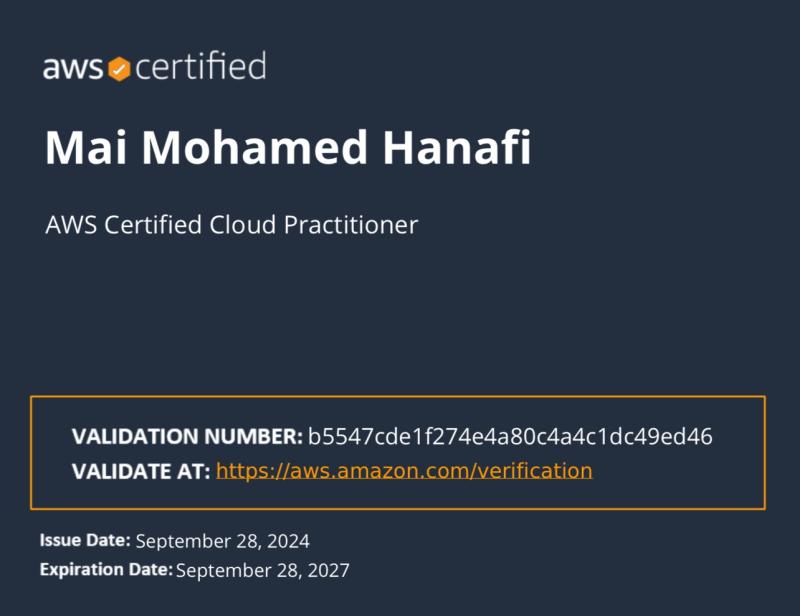 aws certified
Mai Mohamed Hanafi
AWS Certified Cloud Practitioner
VALIDATION NUMBER: b5547cde1f274e4a80c4a4c1dc49ed46
VALIDATE AT: https://aws.amazon.com/verification
Issue Date: September 28, 2024
Expiration Date: September 28, 2027